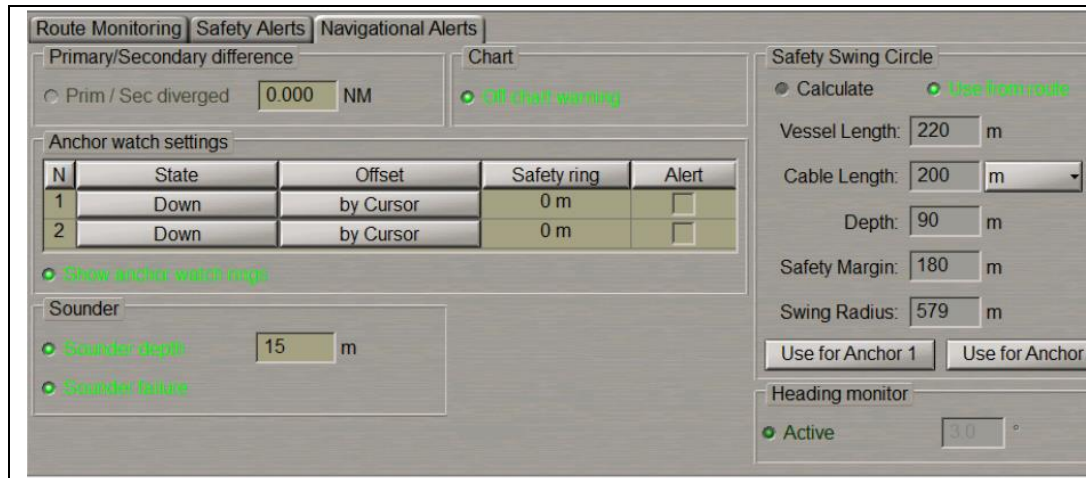 Route Monitoring Safety Alerts Navigational Alerts
Primary/Secondary difference
Prim / Sec diverged 0.000 NM
Chart
Off chart warning
Anchor watch settings
N State Offset Safety ring Alert
1 Down by Cursor 0 m
2 Down by Cursor 0 m
Show anchor watch rings
Sounder
Sounder depth 15 m
Sounder failure
Safety Swing Circle
Calculate Use from route
Vessel Length: 220 m
Cable Length: 200 m
Depth: 90 m
Safety Margin: 180 m
Swing Radius: 579 m
Use for Anchor 1 Use for Anchor
Heading monitor
Active 3.0 °